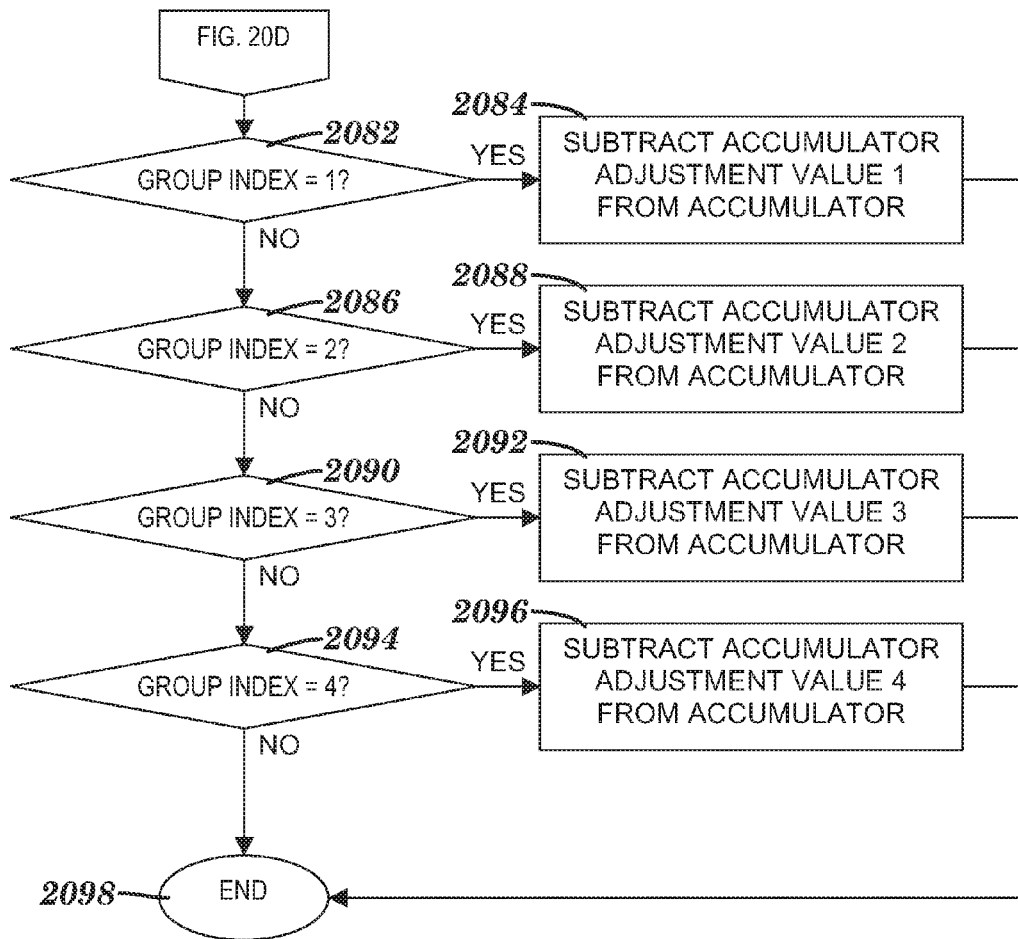 FIG. 20D
2082
GROUP INDEX = 1?
YES
NO
2084
SUBTRACT ACCUMULATOR
ADJUSTMENT VALUE 1
FROM ACCUMULATOR
2086
GROUP INDEX = 2?
YES
NO
2088
SUBTRACT ACCUMULATOR
ADJUSTMENT VALUE 2
FROM ACCUMULATOR
2090
GROUP INDEX = 3?
YES
NO
2092
SUBTRACT ACCUMULATOR
ADJUSTMENT VALUE 3
FROM ACCUMULATOR
2094
GROUP INDEX = 4?
YES
NO
2096
SUBTRACT ACCUMULATOR
ADJUSTMENT VALUE 4
FROM ACCUMULATOR
2098
END